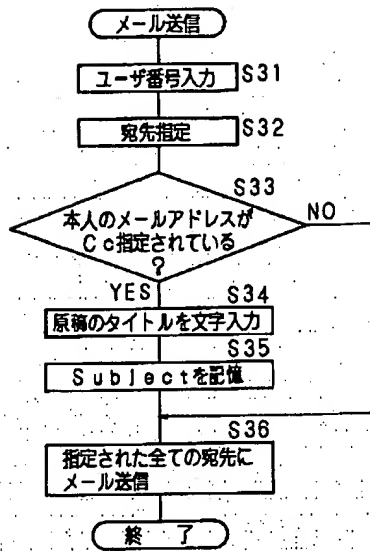 メール送信
ユーザ番号入力 S31
宛先指定 S32
S33
本人のメールアドレスが
Cc指定されている
?
NO
YES
S34
原稿のタイトルを文字入力
S35
Subjectを記憶
S36
指定された全ての宛先に
メール送信
終 了